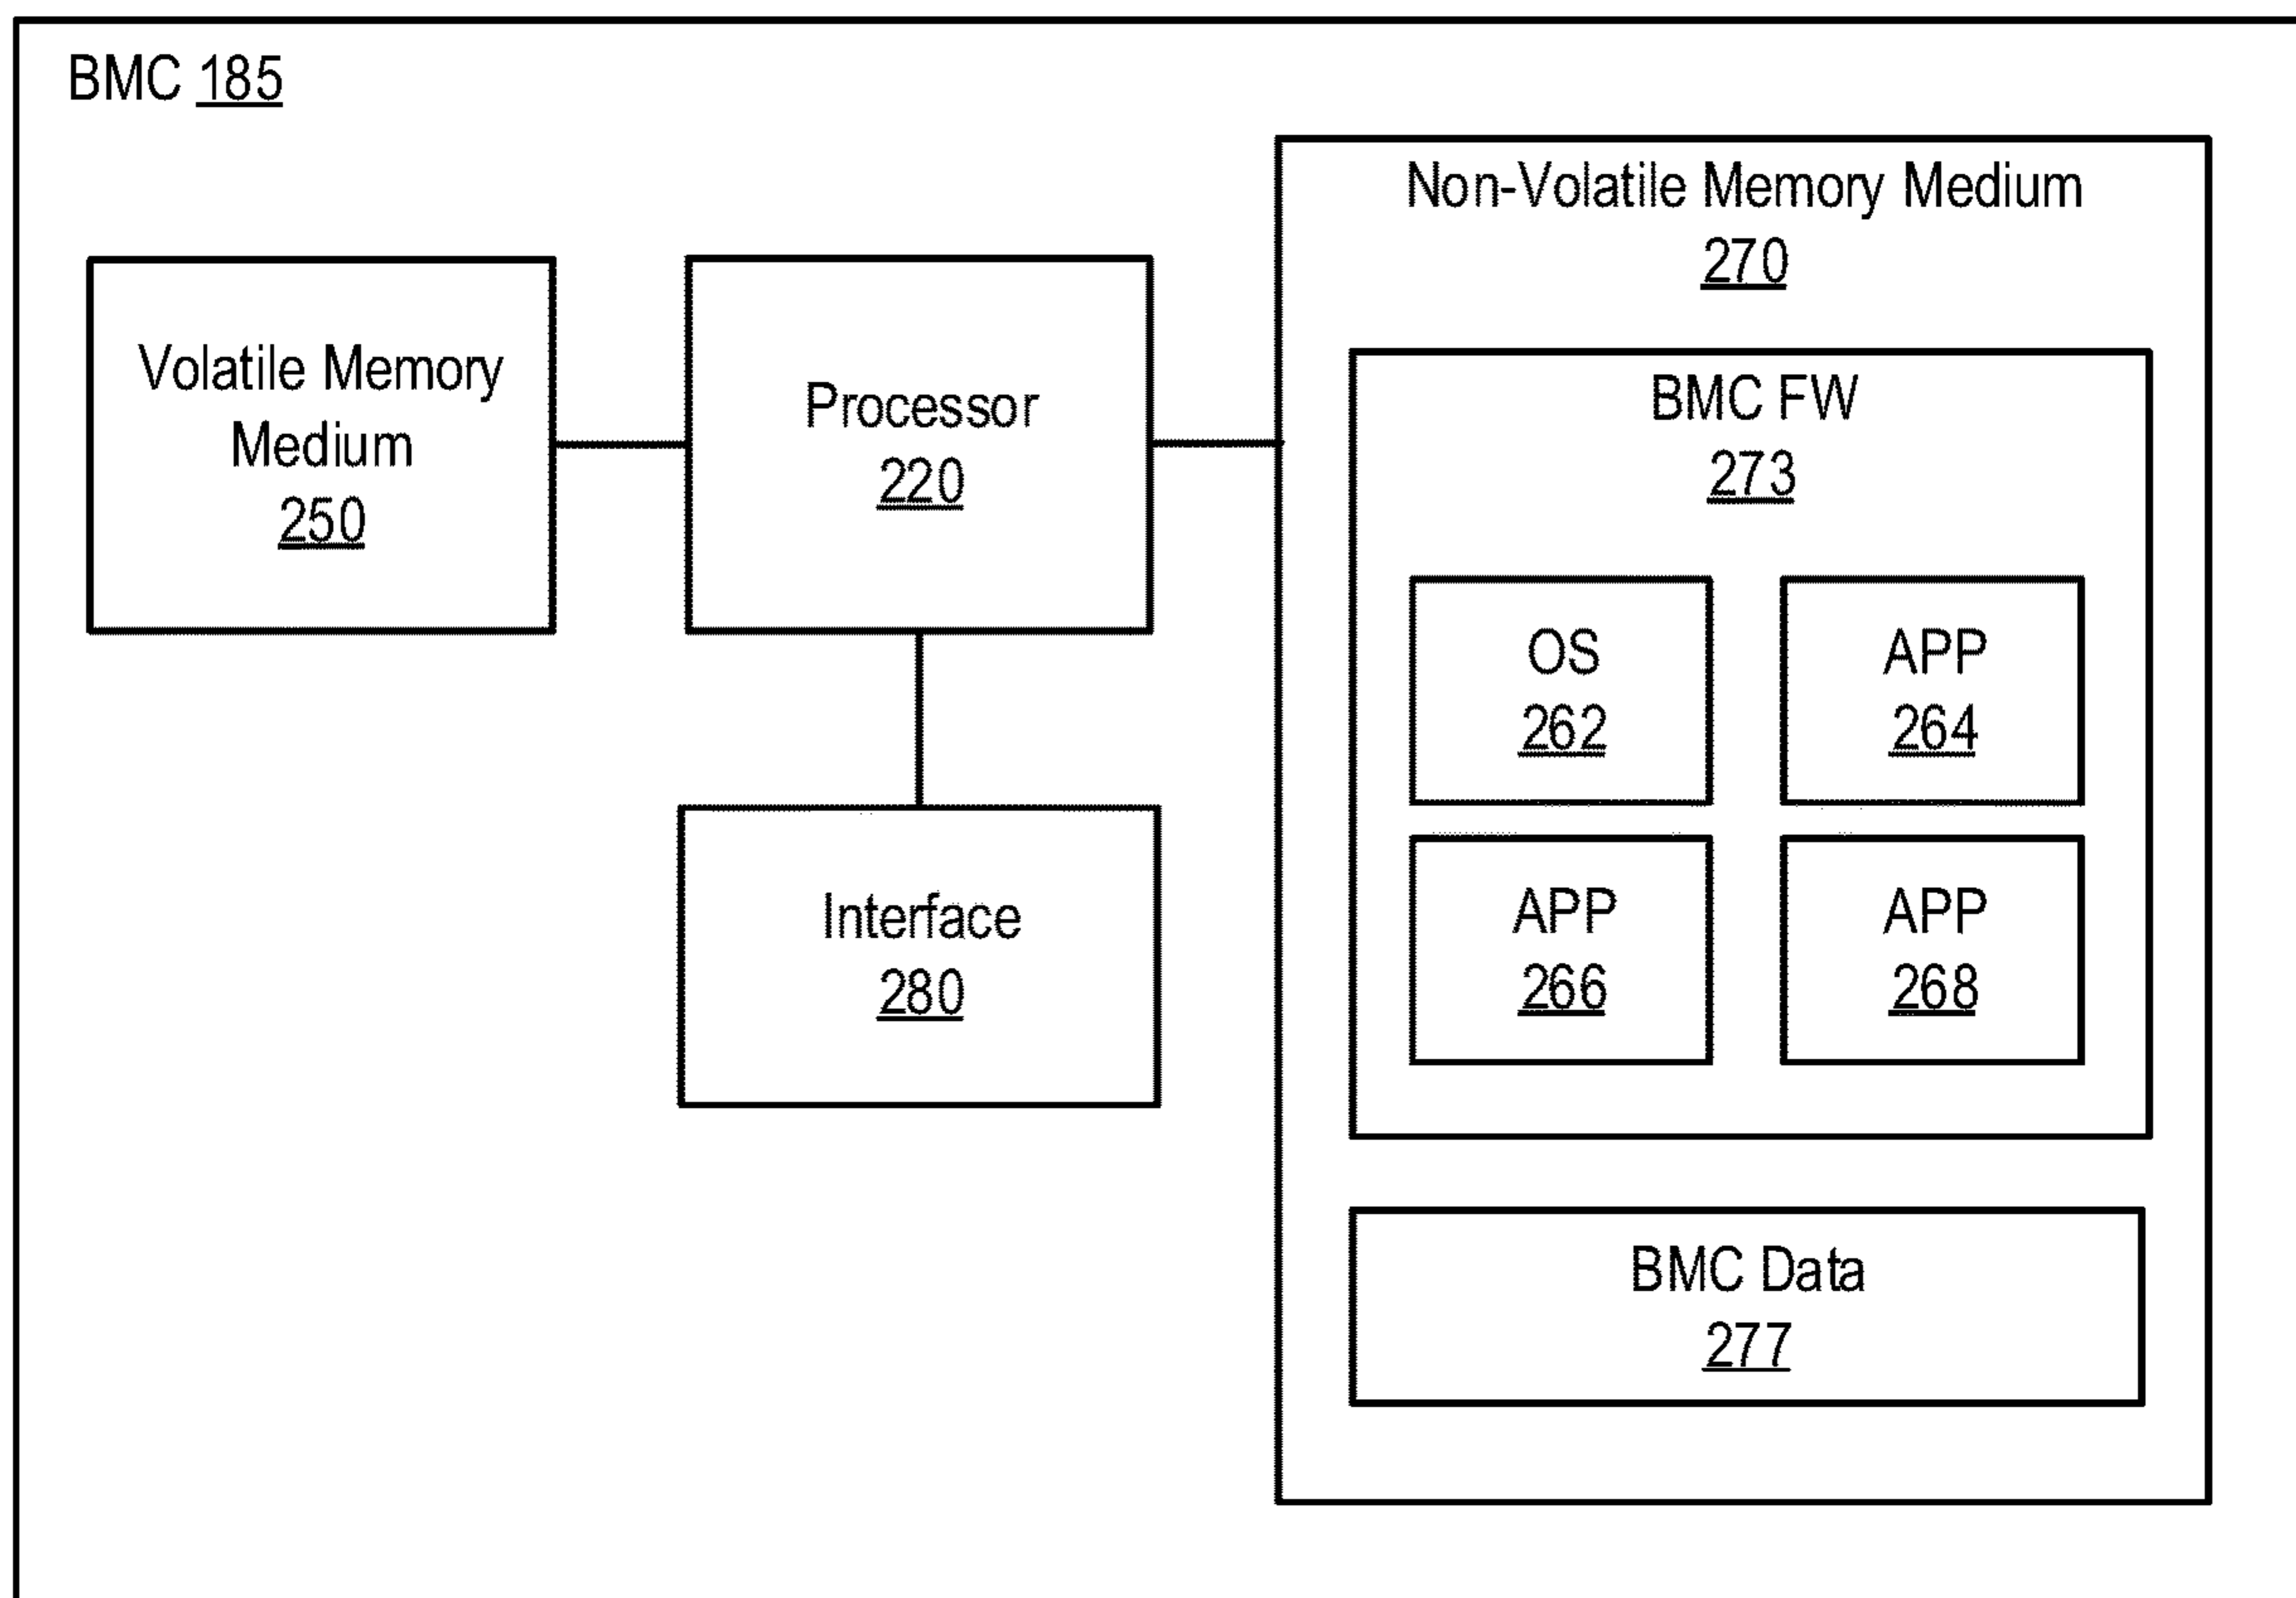 BMC 185
Volatile Memory
Medium
250
Processor
220
Interface
280
Non-Volatile Memory Medium
270
BMC FW
273
OS
262
APP
264
APP
266
APP
268
BMC Data
277